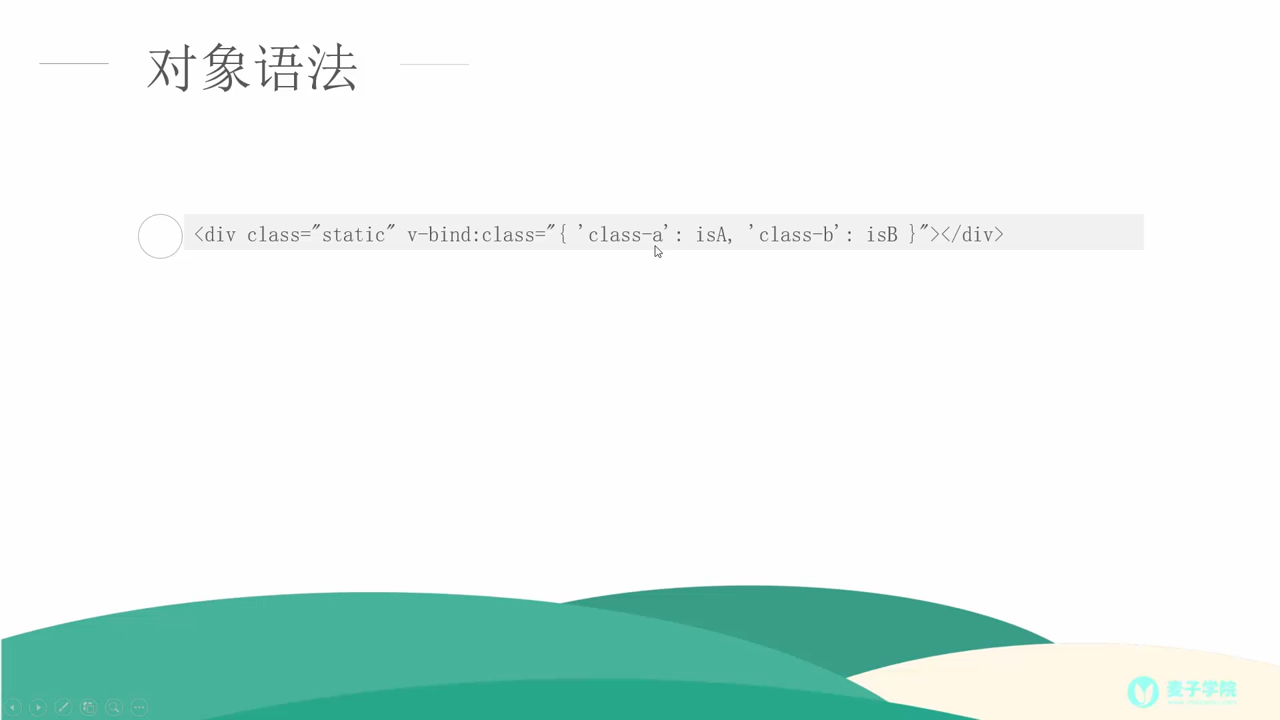 对象语法
<div class="static" v-bind:class="{ 'class-a': isA, 'class-b': isB }"></div>
麦子学院